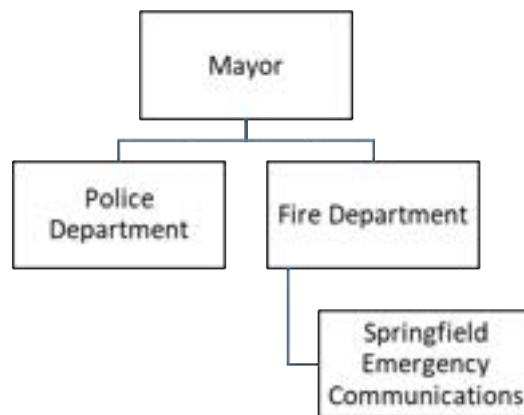 Mayor
Police
Department
Fire Department
Springfield
Emergency
Communications